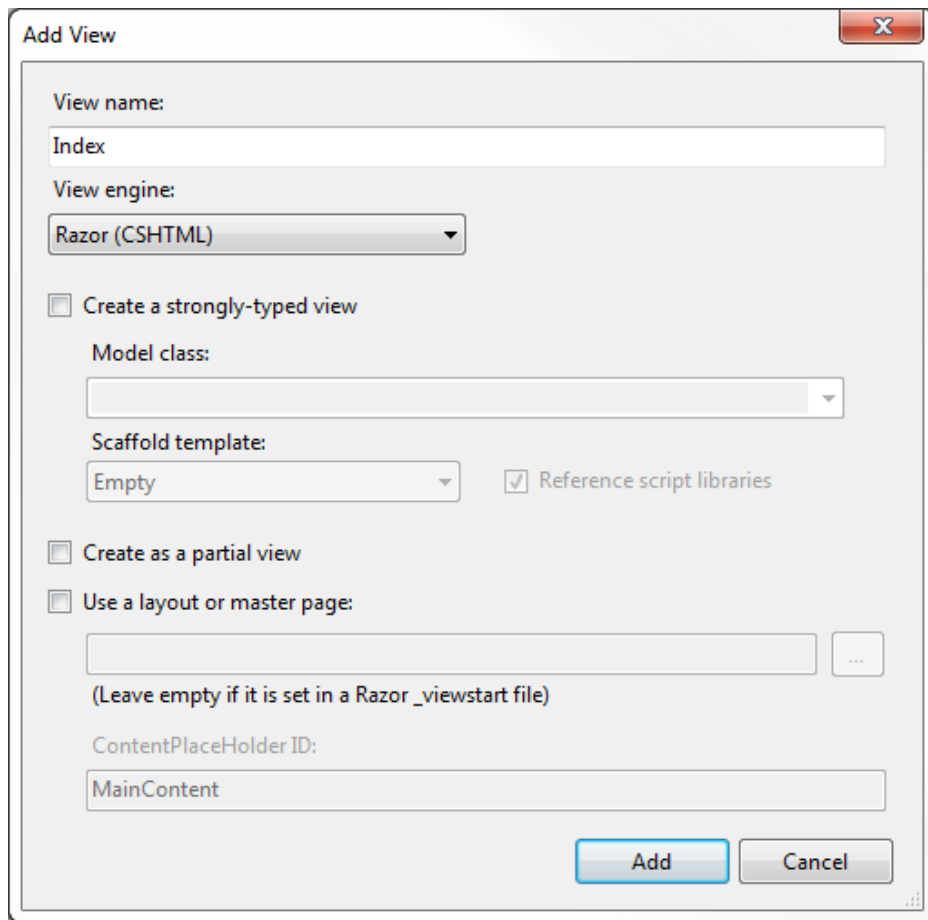 Add View
View name:
Index
View engine:
Razor (CSHTML)
Create a strongly-typed view
Model class:
Scaffold template:
Empty
Reference script libraries
Create as a partial view
Use a layout or master page:
...
(Leave empty if it is set in a Razor _viewstart file)
ContentPlaceHolder ID:
MainContent
Add Cancel